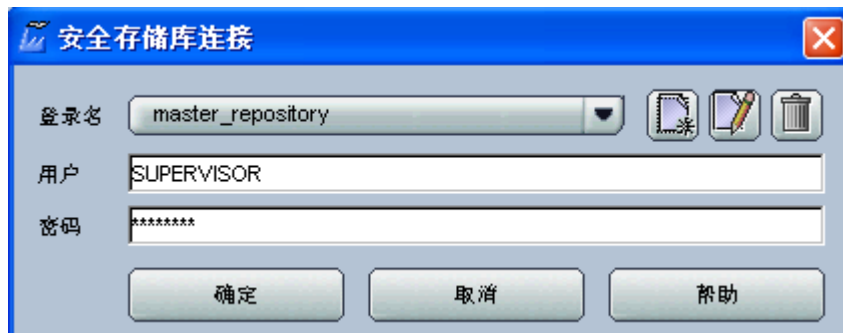 安全存储库连接
登录名 master_repository
用户 SUPERVISOR
密码 ********
确定 取消 帮助